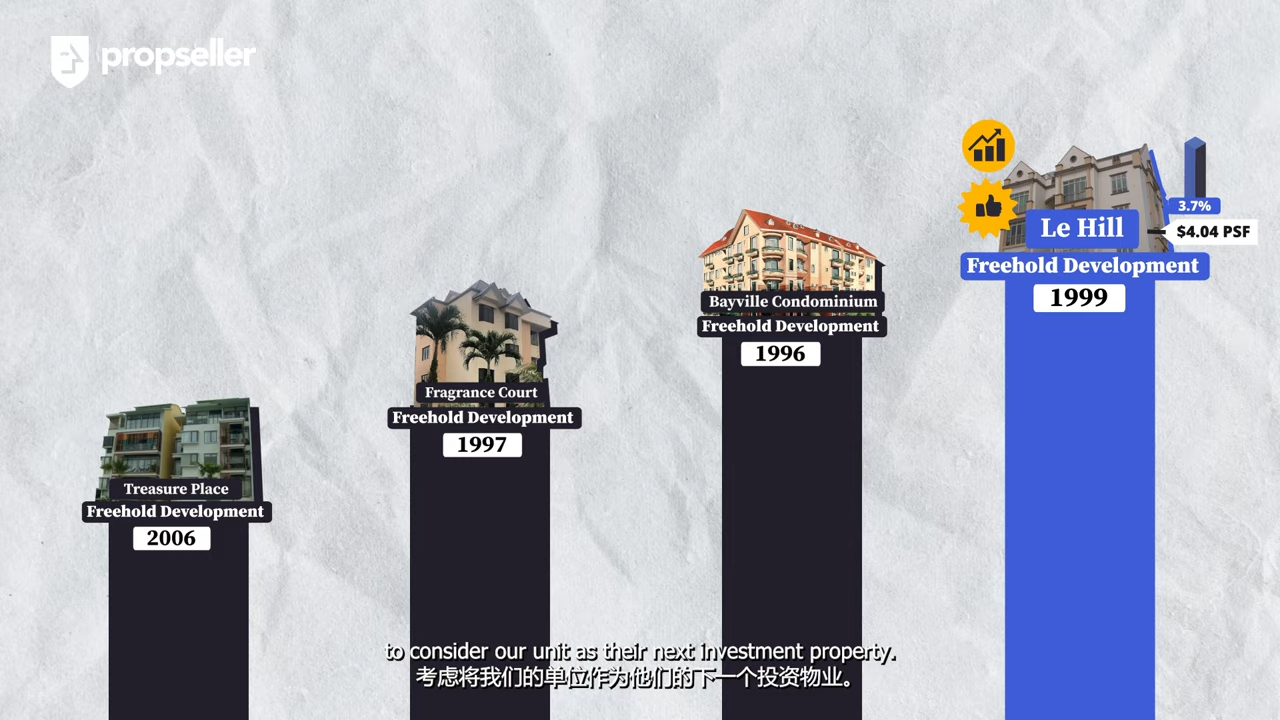 propseller
3.7%
$4.04 PSF
Le Hill
Freehold Development
1999
Bayville Condominium
Freehold Development
1996
Fragrance Court
Freehold Development
1997
Treasure Place
Freehold Development
2006
to consider our unit as their next investment property.
考虑将我们的单位作为他们的下一个投资物业。